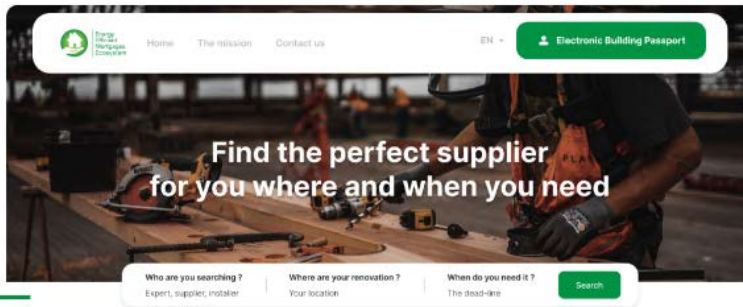 Energy
Efficient
Mortgages
Ecosystem
Home
The mission
Contact us
EN
Electronic Building Passport
Find the perfect supplier
for you where and when you need
Who are you searching ?
Where are your renovation ?
When do you need it ?
Search
Expert, supplier, installer
Your location
The dead-line